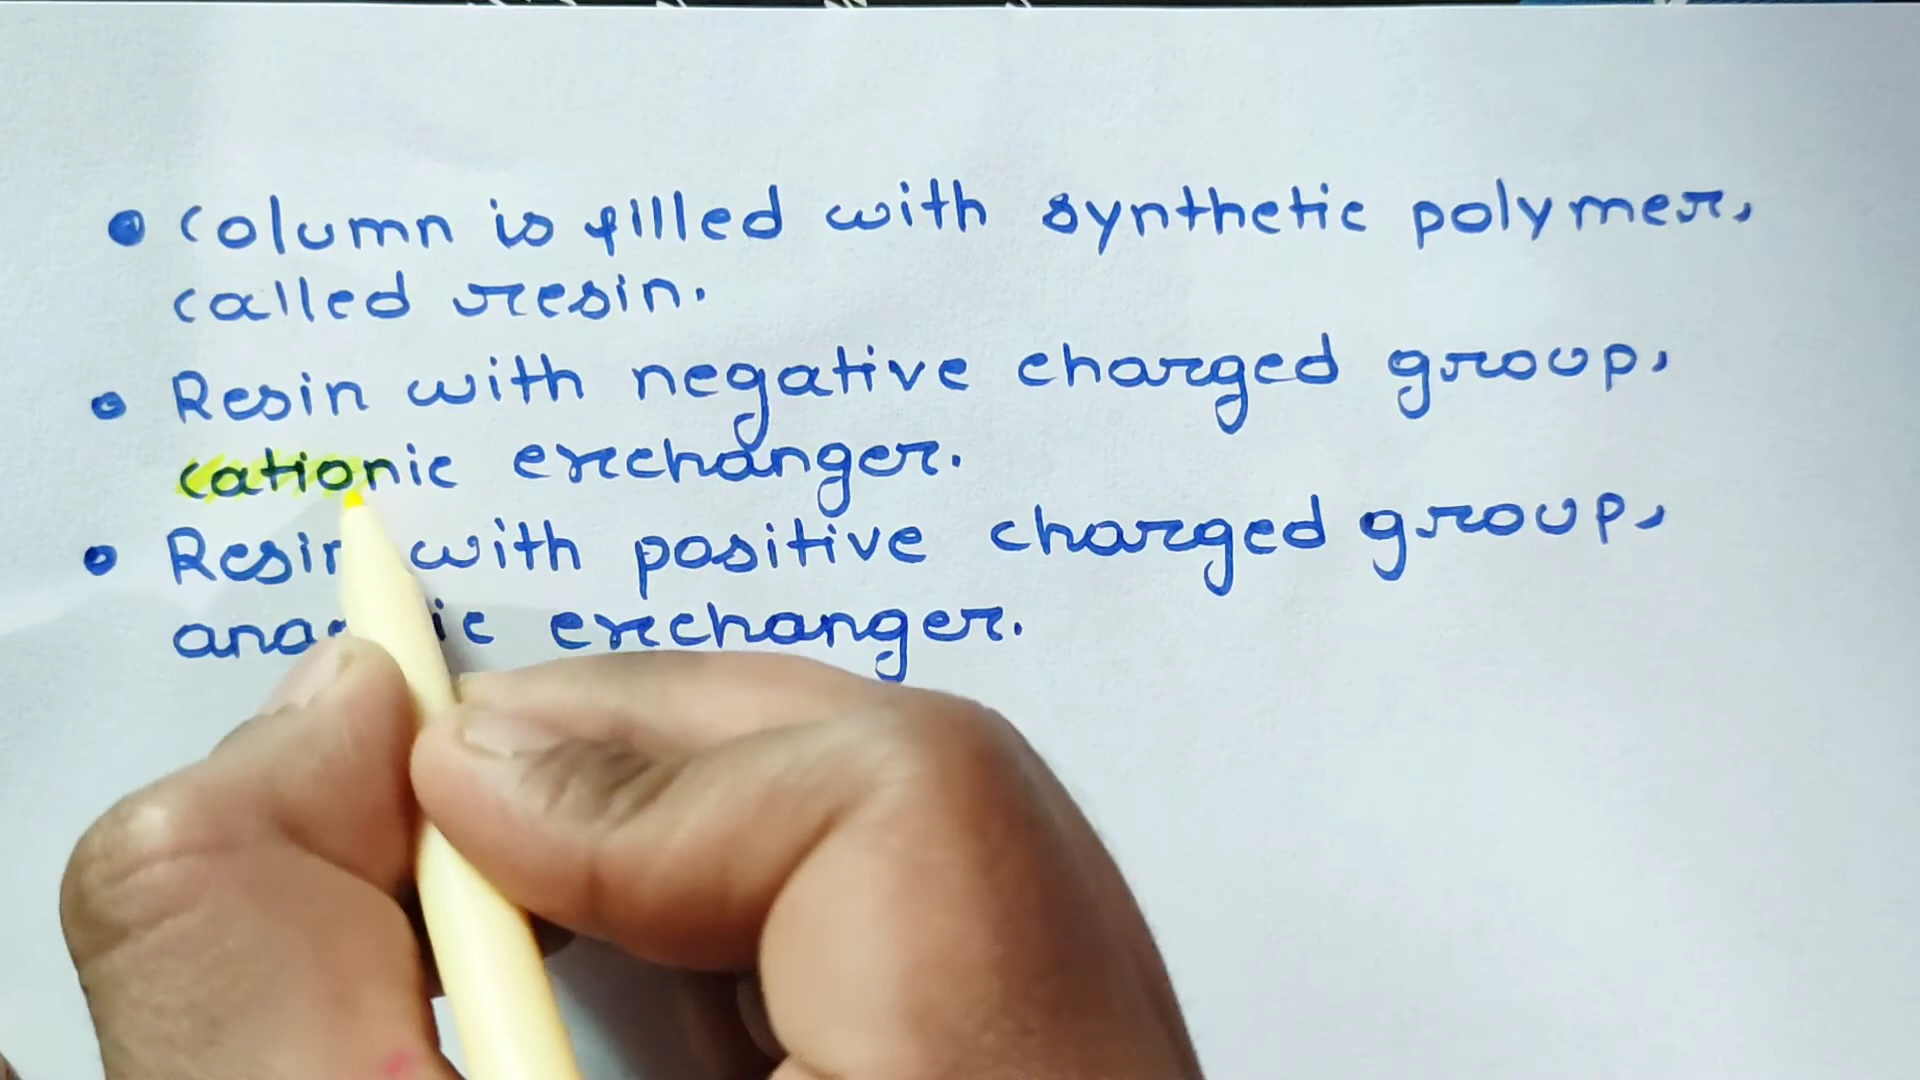 • Column is filled with synthetic polymer,
called resin.
• Resin with negative charged group,
cationic exchanger.
• Resin with positive charged group,
exchanger.